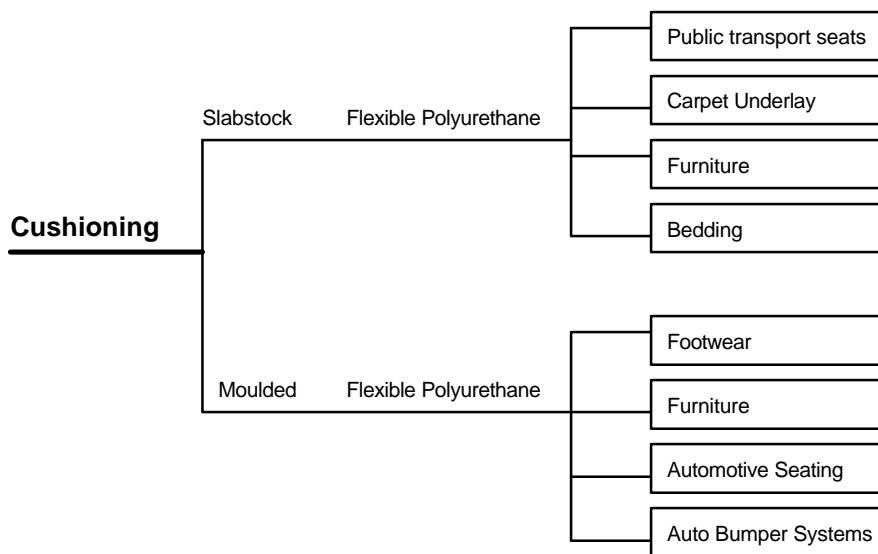 Public transport seats
Carpet Underlay
Slabstock Flexible Polyurethane
Furniture
Cushioning
Bedding
Footwear
Moulded Flexible Polyurethane
Furniture
Automotive Seating
Auto Bumper Systems